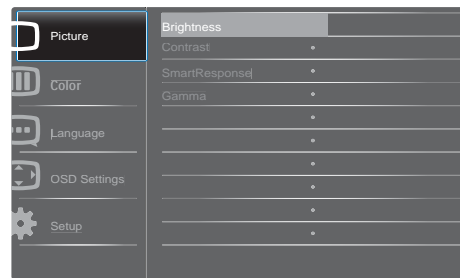 Picture
Color
Language
OSD Settings
Setup
Brightness
Contrast
SmartResponse
Gamma